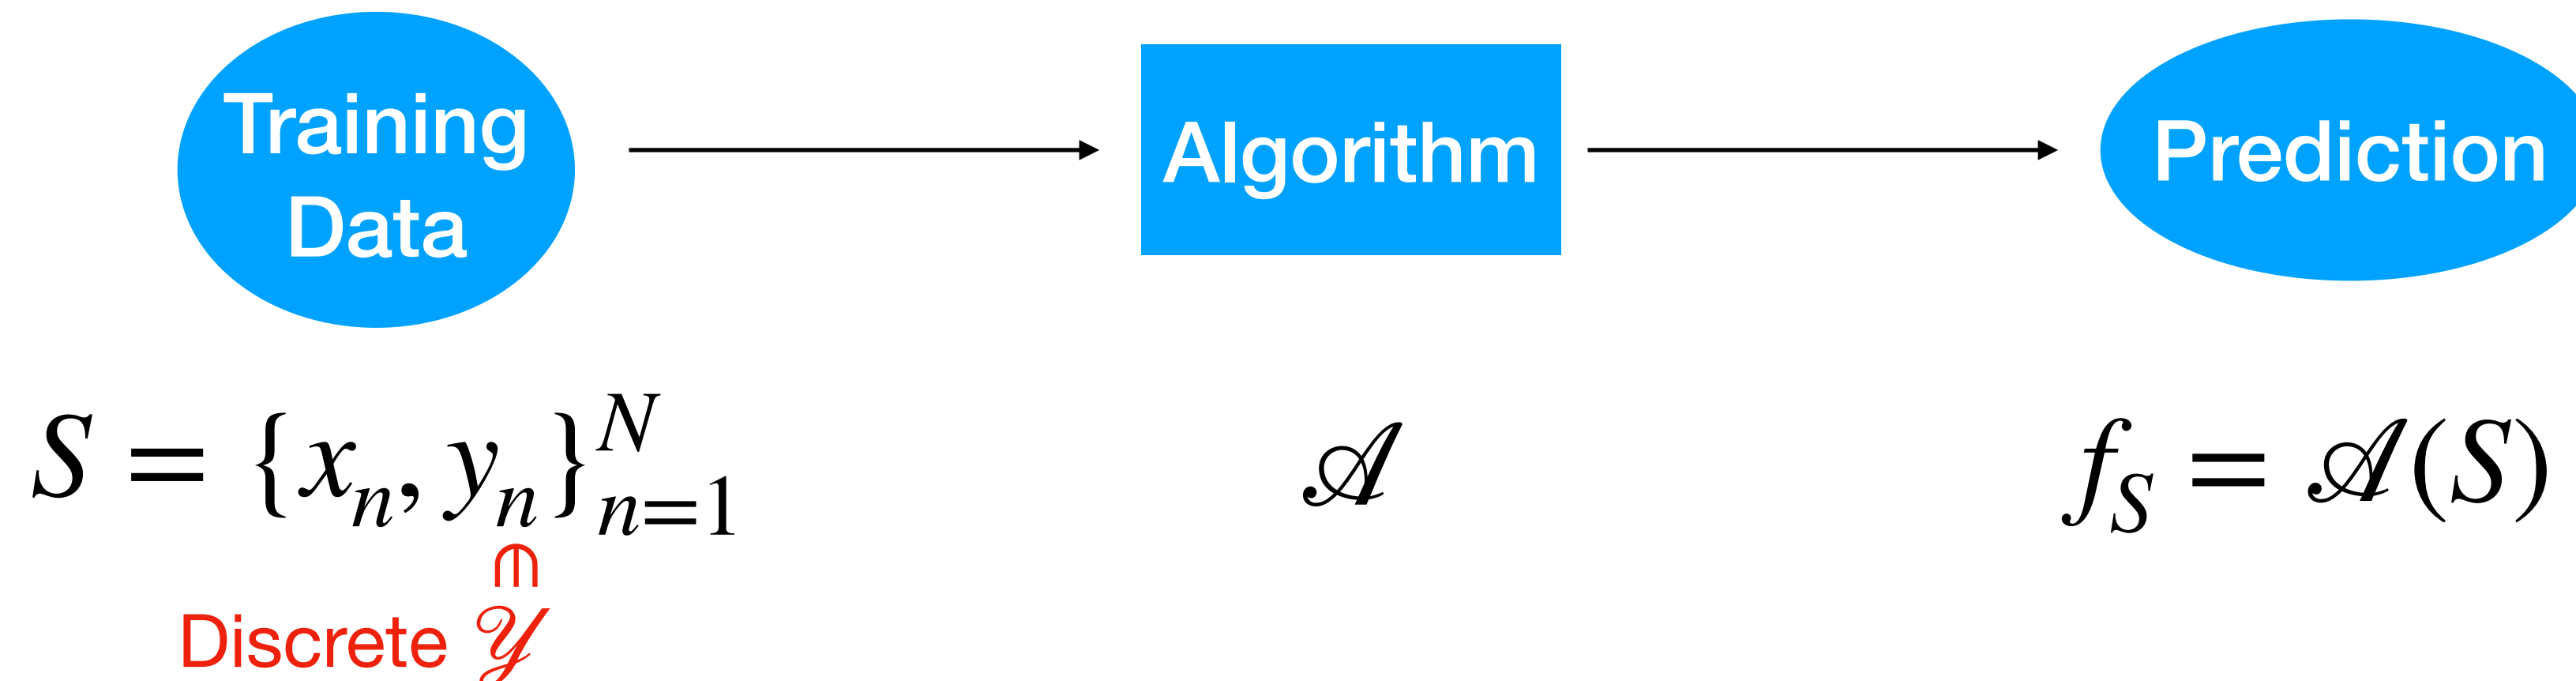 Training
Data
Algorithm
Prediction
S = {x_n, y_n}_{n=1}^N
𝒜
f_S = 𝒜(S)
∈
Discrete 𝒴